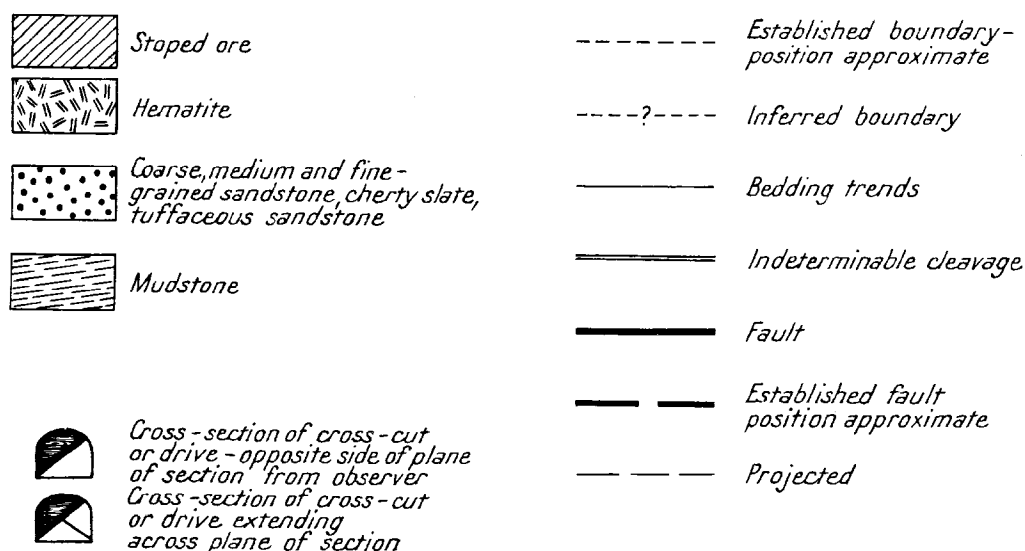 Stoped ore
Hematite
Coarse, medium and fine-
grained sandstone, cherty slate,
tuffaceous sandstone
Mudstone
Cross-section of cross-cut
or drive-opposite side of plane
of section from observer
Cross-section of cross-cut
or drive extending
across plane of section
Established boundary-
position approximate
?
Inferred boundary
Bedding trends
Indeterminable cleavage
Fault
Established fault
position approximate
Projected